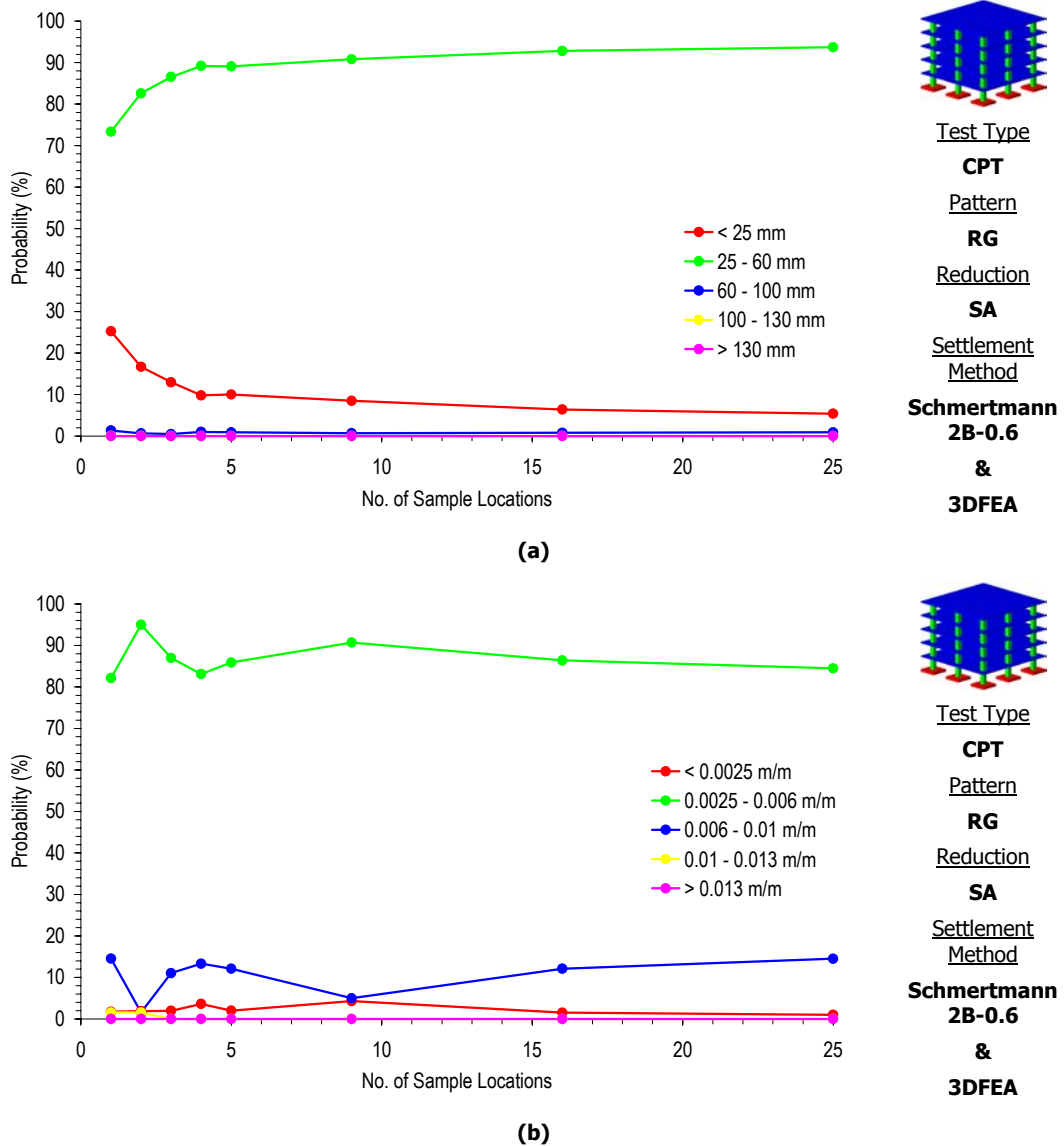 100
90
80
70
60
50
40
30
20
10
0
Probability (%)
< 25 mm
25 - 60 mm
60 - 100 mm
100 - 130 mm
> 130 mm
0 5 10 15 20 25
No. of Sample Locations
Test Type
CPT
Pattern
RG
Reduction
SA
Settlement
Method
Schmertmann
2B-0.6
&
3DFEA
(a)
100
90
80
70
60
50
40
30
20
10
0
Probability (%)
< 0.0025 m/m
0.0025 - 0.006 m/m
0.006 - 0.01 m/m
0.01 - 0.013 m/m
> 0.013 m/m
0 5 10 15 20 25
No. of Sample Locations
Test Type
CPT
Pattern
RG
Reduction
SA
Settlement
Method
Schmertmann
2B-0.6
&
3DFEA
(b)